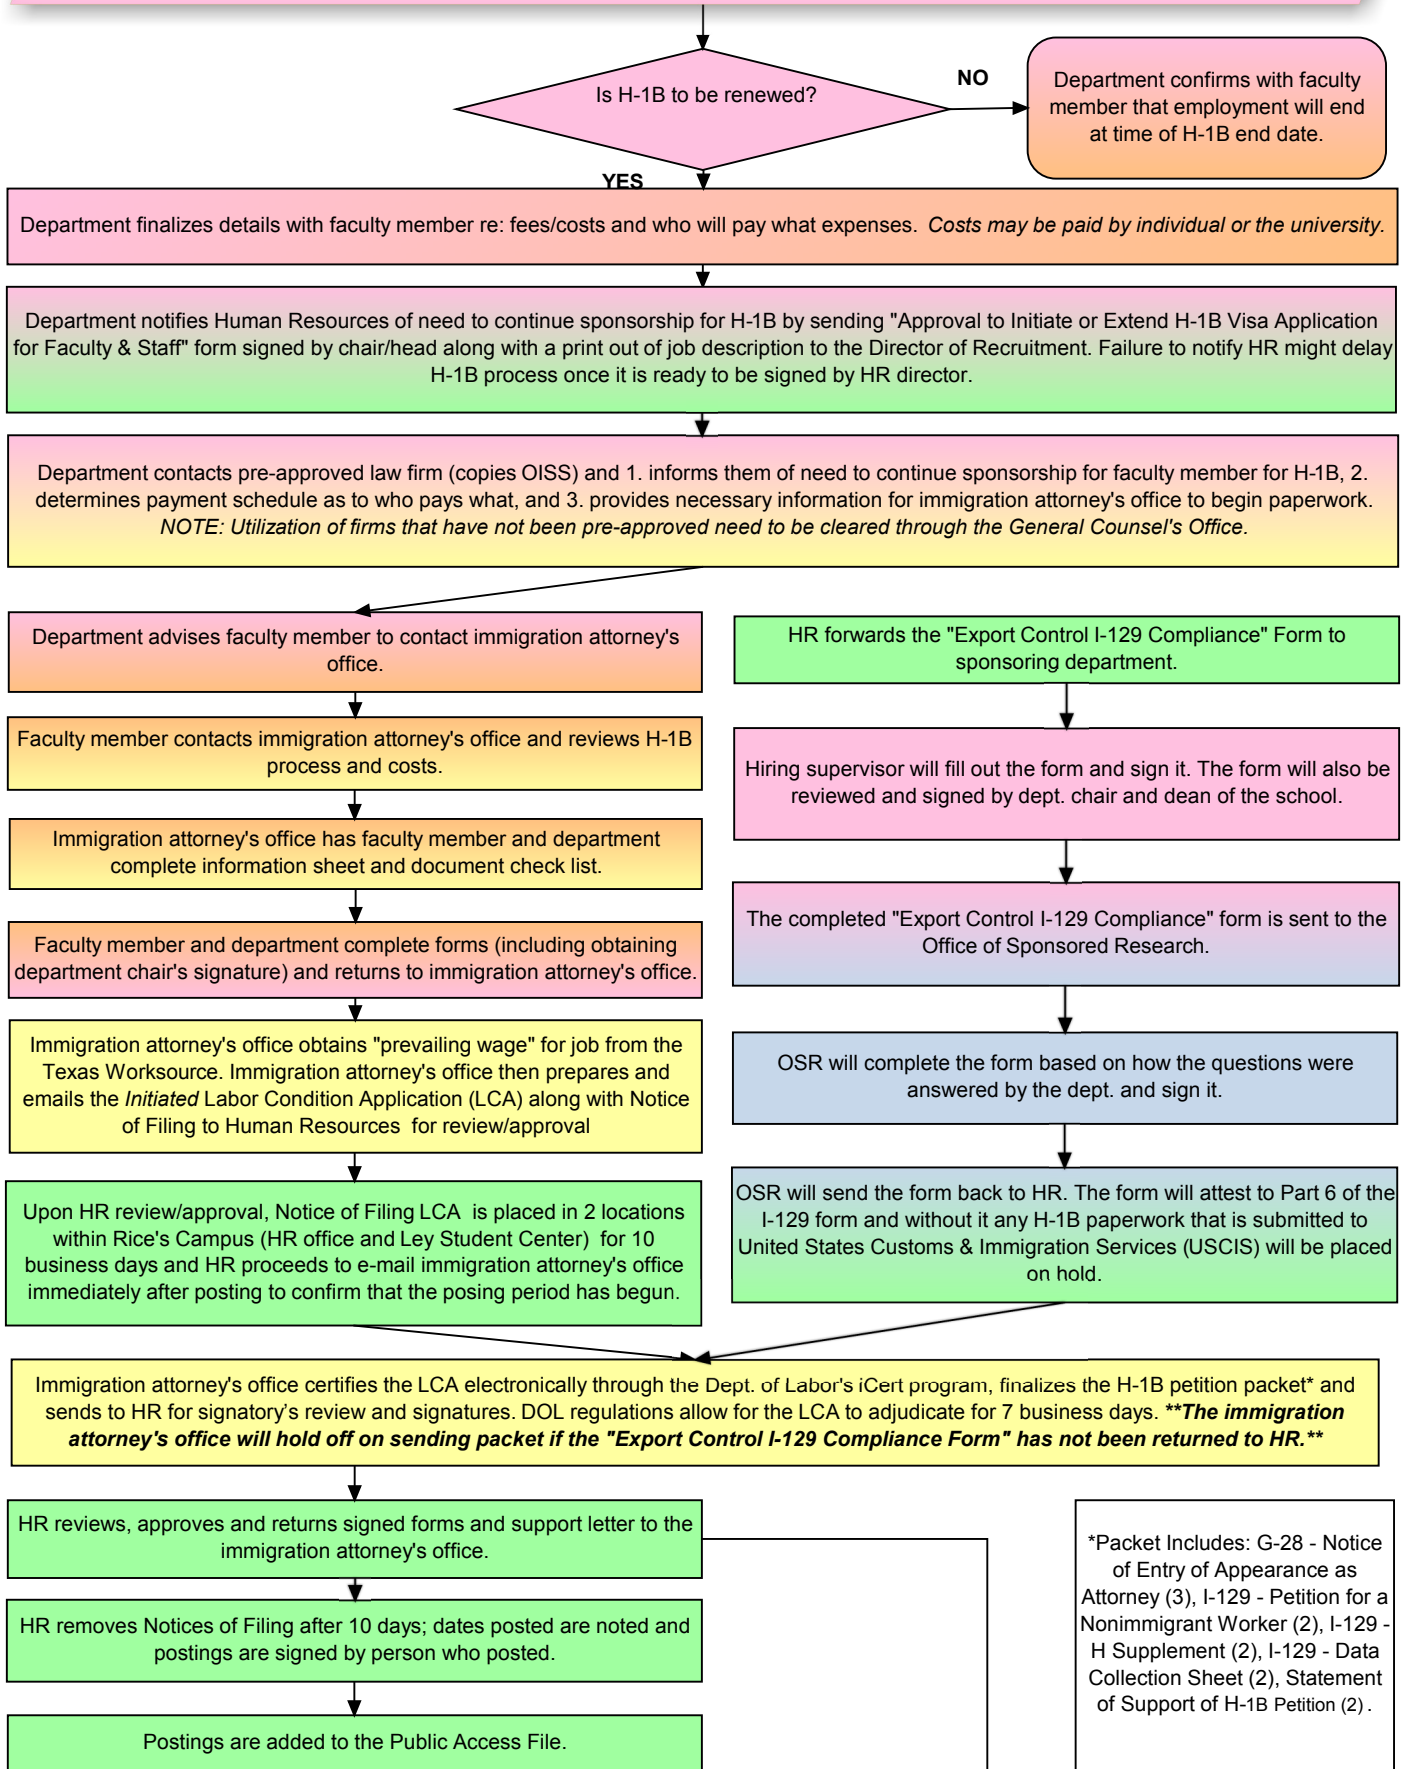 Is H-1B to be renewed?
NO
Department confirms with faculty
member that employment will end
at time of H-1B end date.
YES
Department finalizes details with faculty member re: fees/costs and who will pay what expenses. Costs may be paid by individual or the university.
Department notifies Human Resources of need to continue sponsorship for H-1B by sending "Approval to Initiate or Extend H-1B Visa Application
for Faculty & Staff" form signed by chair/head along with a print out of job description to the Director of Recruitment. Failure to notify HR might delay
H-1B process once it is ready to be signed by HR director.
Department contacts pre-approved law firm (copies OISS) and 1. informs them of need to continue sponsorship for faculty member for H-1B, 2.
determines payment schedule as to who pays what, and 3. provides necessary information for immigration attorney's office to begin paperwork.
NOTE: Utilization of firms that have not been pre-approved need to be cleared through the General Counsel's Office.
Department advises faculty member to contact immigration attorney's
office.
Faculty member contacts immigration attorney's office and reviews H-1B
process and costs.
Immigration attorney's office has faculty member and department
complete information sheet and document check list.
Faculty member and department complete forms (including obtaining
department chair's signature) and returns to immigration attorney's office.
Immigration attorney's office obtains "prevailing wage" for job from the
Texas Worksource. Immigration attorney's office then prepares and
emails the Initiated Labor Condition Application (LCA) along with Notice
of Filing to Human Resources for review/approval
Upon HR review/approval, Notice of Filing LCA is placed in 2 locations
within Rice's Campus (HR office and Ley Student Center) for 10
business days and HR proceeds to e-mail immigration attorney's office
immediately after posting to confirm that the posing period has begun.
HR forwards the "Export Control I-129 Compliance" Form to
sponsoring department.
Hiring supervisor will fill out the form and sign it. The form will also be
reviewed and signed by dept. chair and dean of the school.
The completed "Export Control I-129 Compliance" form is sent to the
Office of Sponsored Research.
OSR will complete the form based on how the questions were
answered by the dept. and sign it.
OSR will send the form back to HR. The form will attest to Part 6 of the
I-129 form and without it any H-1B paperwork that is submitted to
United States Customs & Immigration Services (USCIS) will be placed
on hold.
Immigration attorney's office certifies the LCA electronically through the Dept. of Labor's iCert program, finalizes the H-1B petition packet* and
sends to HR for signatory's review and signatures. DOL regulations allow for the LCA to adjudicate for 7 business days. **The immigration
attorney's office will hold off on sending packet if the "Export Control I-129 Compliance Form" has not been returned to HR.**
HR reviews, approves and returns signed forms and support letter to the
immigration attorney's office.
HR removes Notices of Filing after 10 days; dates posted are noted and
postings are signed by person who posted.
Postings are added to the Public Access File.
*Packet Includes: G-28 - Notice
of Entry of Appearance as
Attorney (3), I-129 - Petition for a
Nonimmigrant Worker (2), I-129 -
H Supplement (2), I-129 - Data
Collection Sheet (2), Statement
of Support of H-1B Petition (2) .